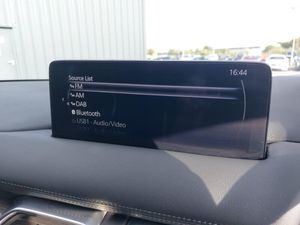 16:44
Source List
FM
AM
DAB
Bluetooth
USB1 - Audio/Video